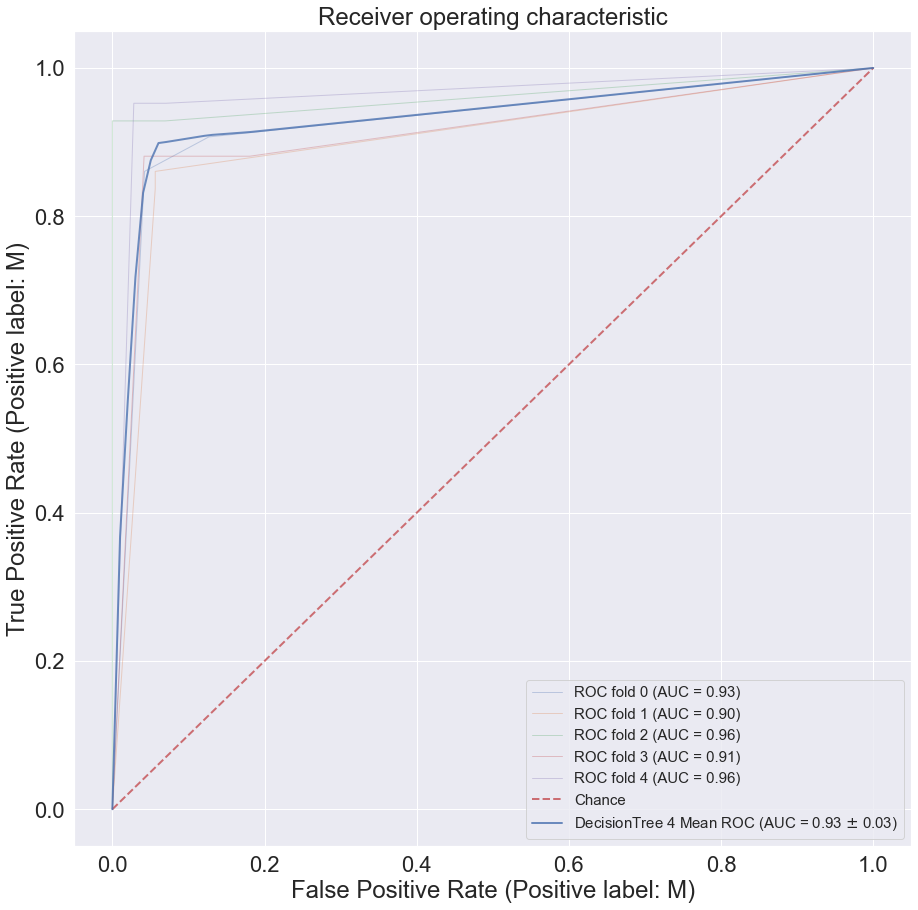 Receiver operating characteristic
True Positive Rate (Positive label: M)
1.0
0.8
0.6
0.4
0.2
0.0
ROC fold 0 (AUC = 0.93)
ROC fold 1 (AUC = 0.90)
ROC fold 2 (AUC = 0.96)
ROC fold 3 (AUC = 0.91)
ROC fold 4 (AUC = 0.96)
Chance
DecisionTree 4 Mean ROC (AUC = 0.93 ± 0.03)
0.0 0.2 0.4 0.6 0.8 1.0
False Positive Rate (Positive label: M)